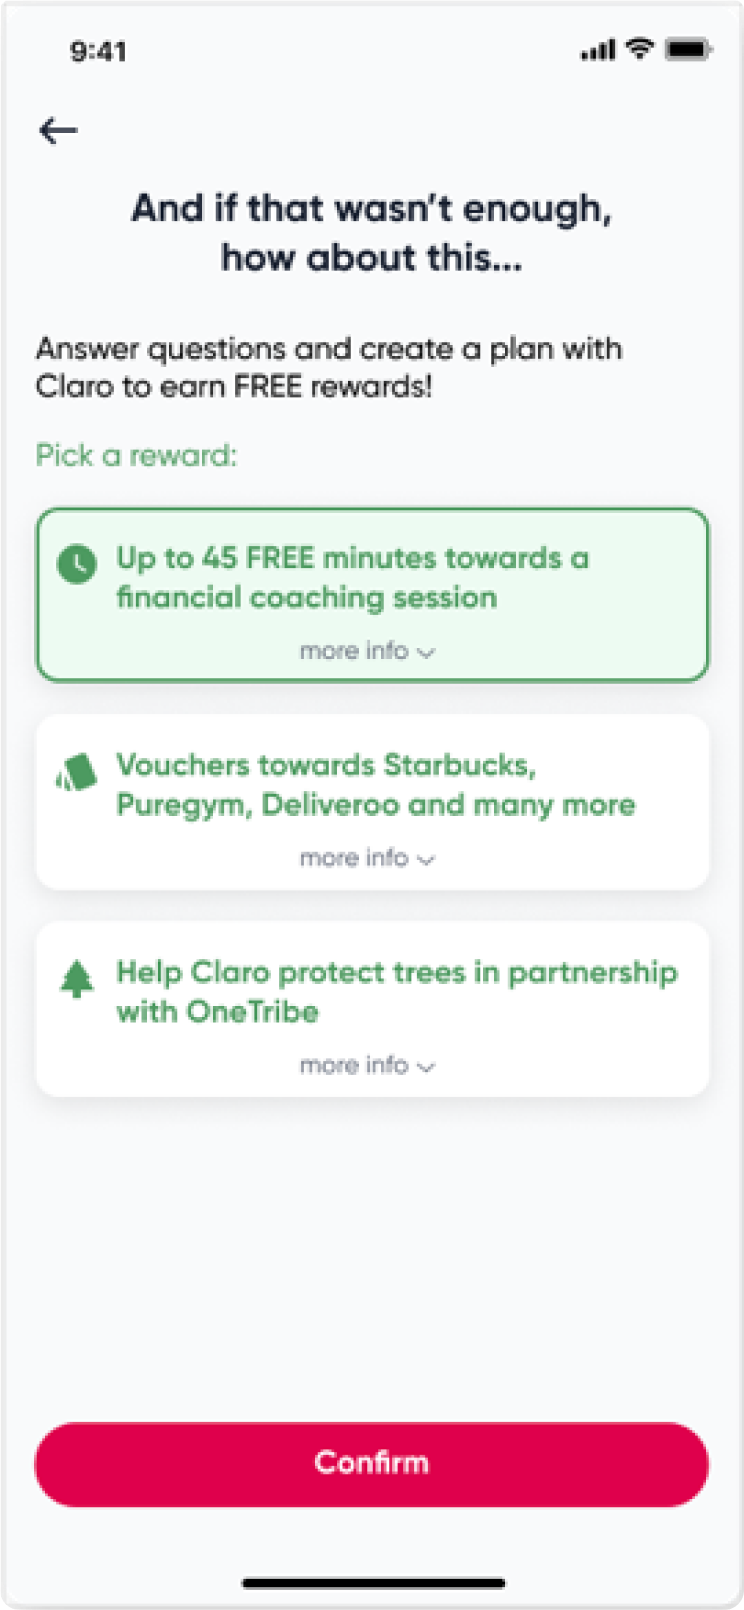 9:41
And if that wasn't enough,
how about this...
Answer questions and create a plan with
Claro to earn FREE rewards!
Pick a reward:
Up to 45 FREE minutes towards a
financial coaching session
more info
Vouchers towards Starbucks,
Puregym, Deliveroo and many more
more info
Help Claro protect trees in partnership
with OneTribe
more info
Confirm